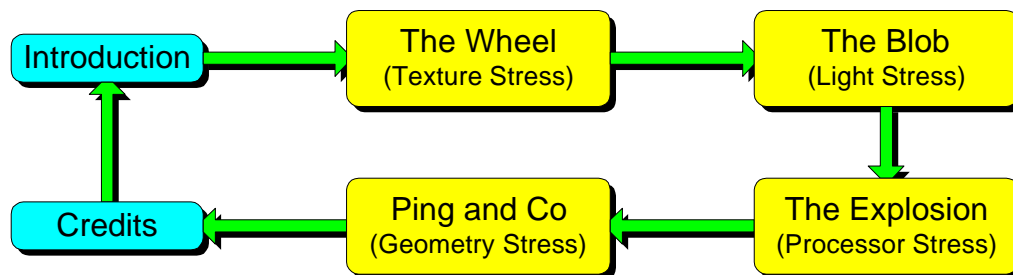 Introduction
The Wheel
(Texture Stress)
The Blob
(Light Stress)
Credits
Ping and Co
(Geometry Stress)
The Explosion
(Processor Stress)